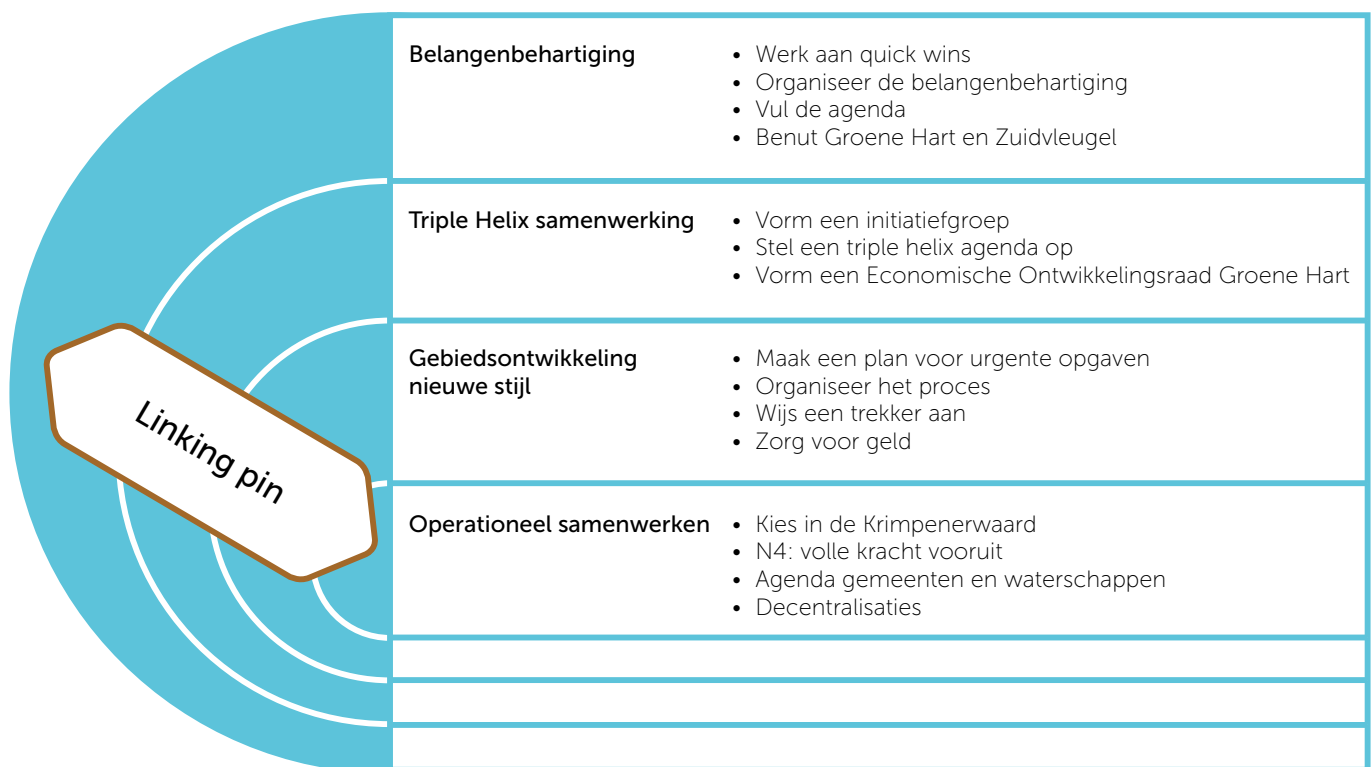 Belangenbehartiging
• Werk aan quick wins
• Organiseer de belangenbehartiging
• Vul de agenda
• Benut Groene Hart en Zuidvleugel
Triple Helix samenwerking
• Vorm een initiatiefgroep
• Stel een triple helix agenda op
• Vorm een Economische Ontwikkelingsraad Groene Hart
Gebiedsontwikkeling
nieuwe stijl
• Maak een plan voor urgente opgaven
• Organiseer het proces
• Wijs een trekker aan
• Zorg voor geld
Linking pin
Operationeel samenwerken
• Kies in de Krimpenerwaard
• N4: volle kracht vooruit
• Agenda gemeenten en waterschappen
• Decentralisaties